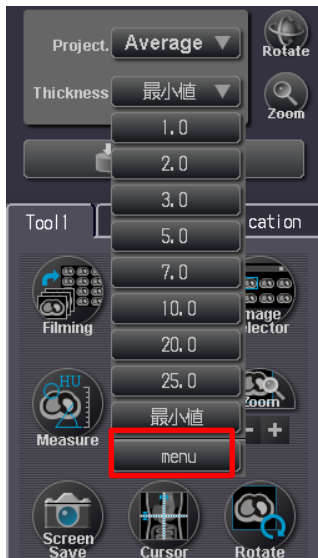 Project. Average ▼
Rotate
Thickness 最小値 ▼
Zoom
1.0
2.0
3.0
5.0
7.0
10.0
20.0
25.0
最小値
menu
Tool1
cation
Filming
mage
lector
HU
Measure
Zoom
- +
Screen
Save
Cursor
Rotate